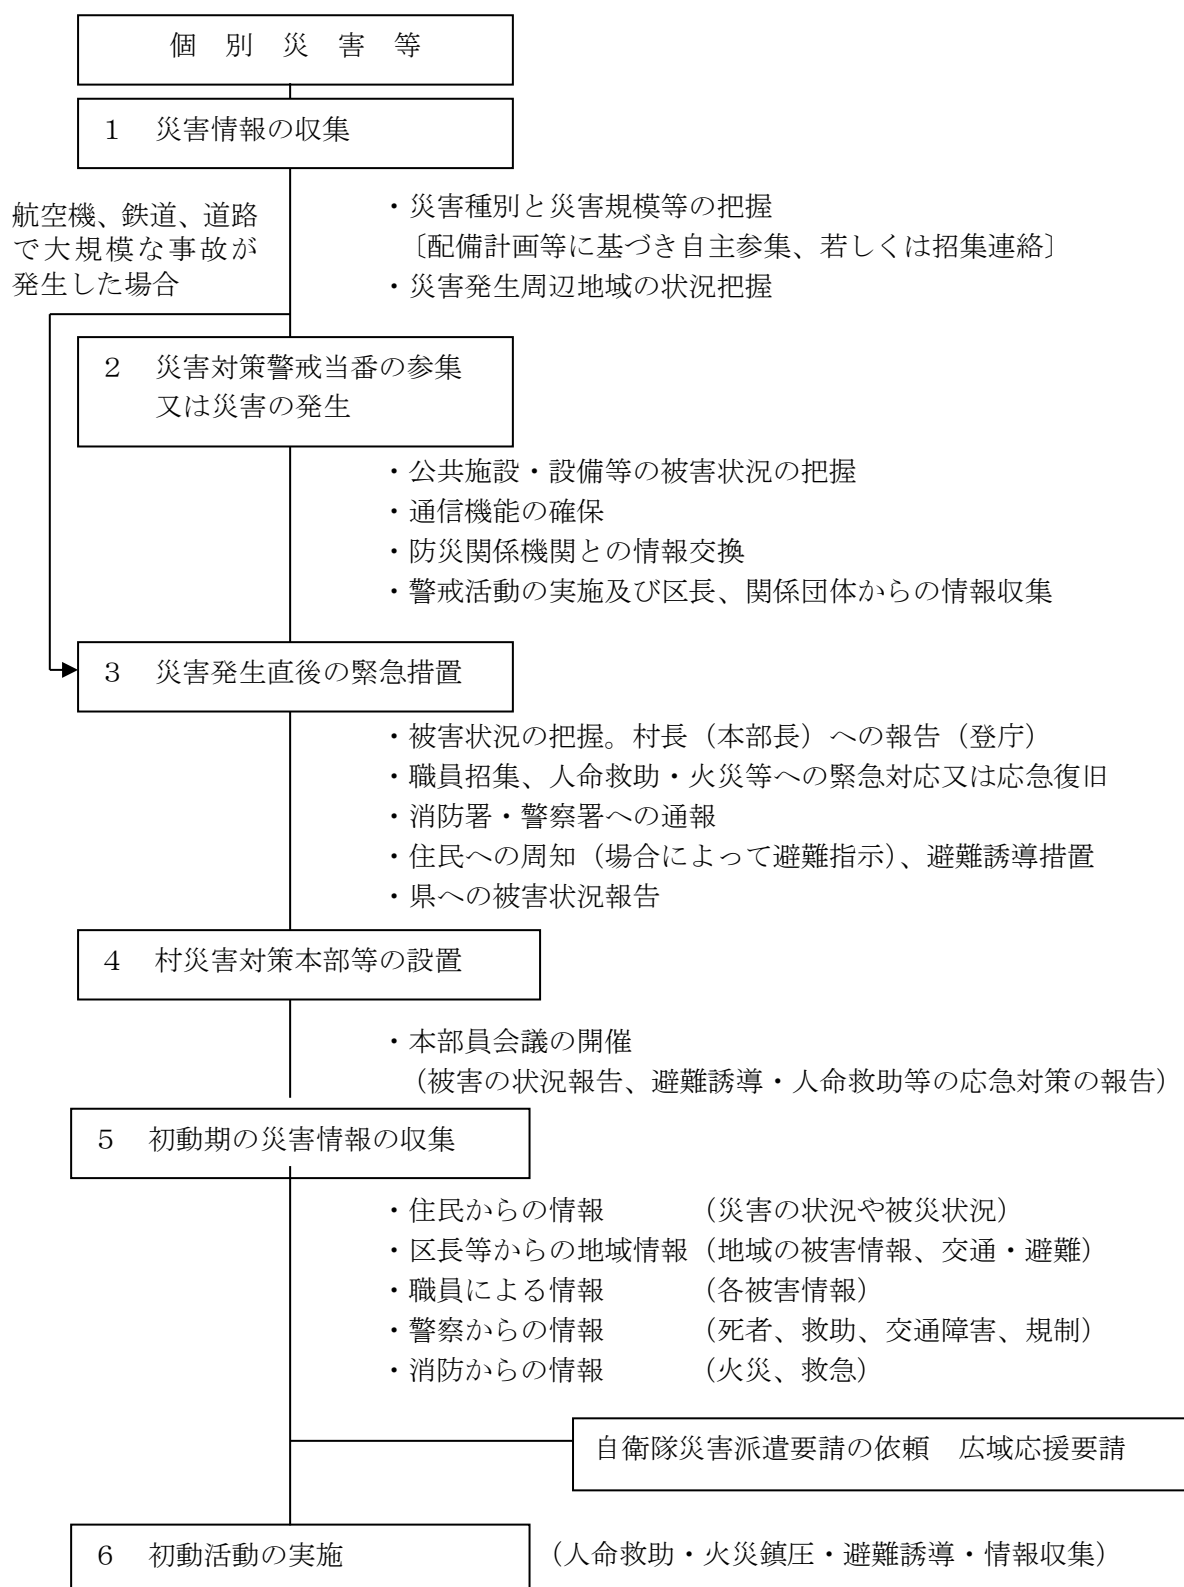 個　別　災　害　等
１　災害情報の収集
航空機、鉄道、道路
で大規模な事故が
発生した場合
・災害種別と災害規模等の把握
〔配備計画等に基づき自主参集、若しくは招集連絡〕
・災害発生周辺地域の状況把握
２　災害対策警戒当番の参集
又は災害の発生
・公共施設・設備等の被害状況の把握
・通信機能の確保
・防災関係機関との情報交換
・警戒活動の実施及び区長、関係団体からの情報収集
３　災害発生直後の緊急措置
・被害状況の把握。村長（本部長）への報告（登庁）
・職員招集、人命救助・火災等への緊急対応又は応急復旧
・消防署・警察署への通報
・住民への周知（場合によって避難指示）、避難誘導措置
・県への被害状況報告
４　村災害対策本部等の設置
・本部員会議の開催
（被害の状況報告、避難誘導・人命救助等の応急対策の報告）
５　初動期の災害情報の収集
・住民からの情報　　　（災害の状況や被災状況）
・区長等からの地域情報（地域の被害情報、交通・避難）
・職員による情報　　　（各被害情報）
・警察からの情報　　　（死者、救助、交通障害、規制）
・消防からの情報　　　（火災、救急）
自衛隊災害派遣要請の依頼　広域応援要請
６　初動活動の実施　（人命救助・火災鎮圧・避難誘導・情報収集）